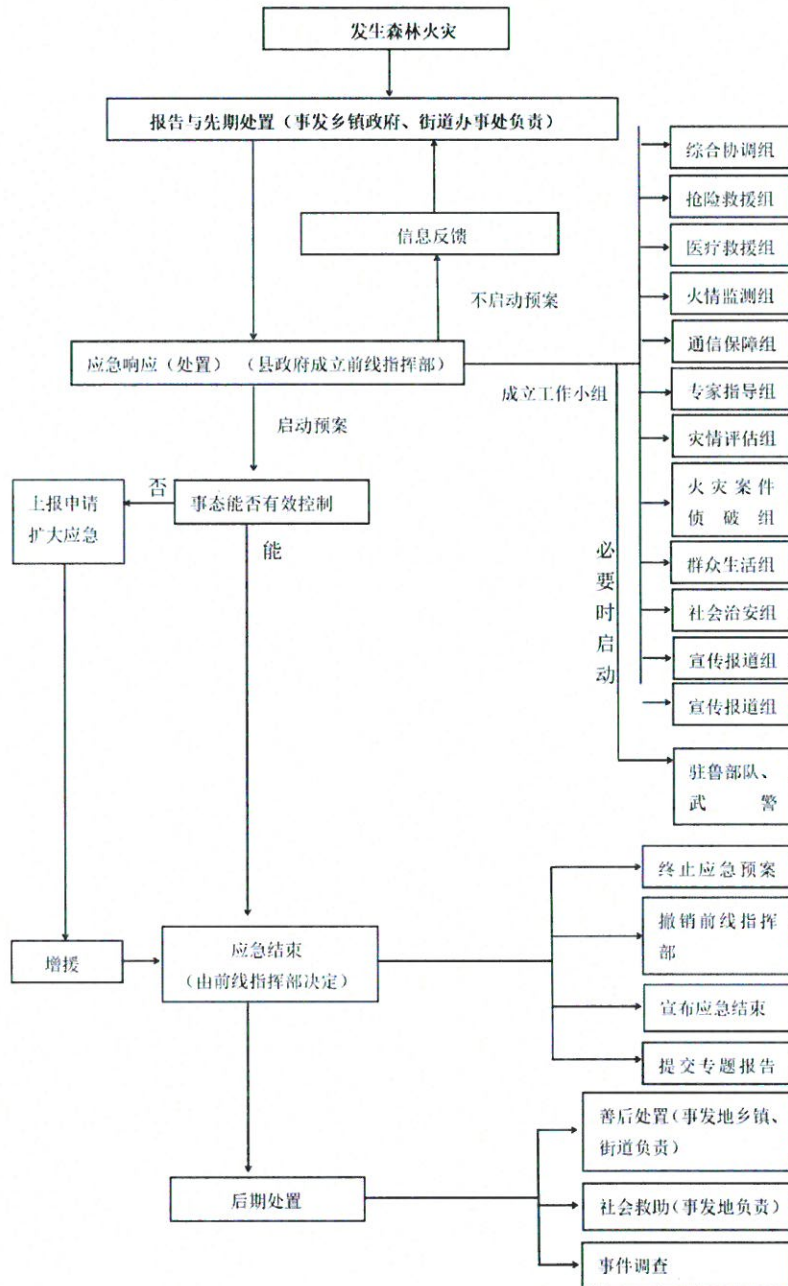 发生森林火灾
报告与先期处置（事发乡镇政府、街道办事处负责）
信息反馈
不启动预案
应急响应（处置）（县政府成立前线指挥部）
成立工作小组
启动预案
综合协调组
抢险救援组
医疗救援组
火情监测组
通信保障组
专家指导组
灾情评估组
火灾案件
侦破组
群众生活组
社会治安组
宣传报道组
宣传报道组
必要时启动
驻鲁部队、
武警
事态能否有效控制
否
上报申请
扩大应急
能
增援
应急结束
（由前线指挥部决定）
终止应急预案
撤销前线指挥
部
宣布应急结束
提交专题报告
后期处置
善后处置（事发地乡镇、
街道负责）
社会救助（事发地负责）
事件调查